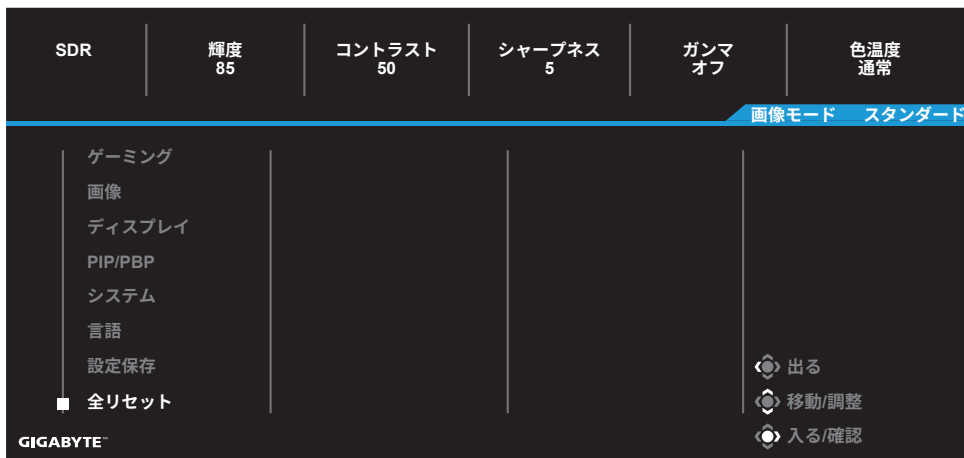 SDR
輝度
85
コントラスト
50
シャープネス
5
ガンマ
オフ
色温度
通常
画像モード スタンダード
ゲーミング
画像
ディスプレイ
PIP/PBP
システム
言語
設定保存
全リセット
出る
移動/調整
入る/確認
GIGABYTE™